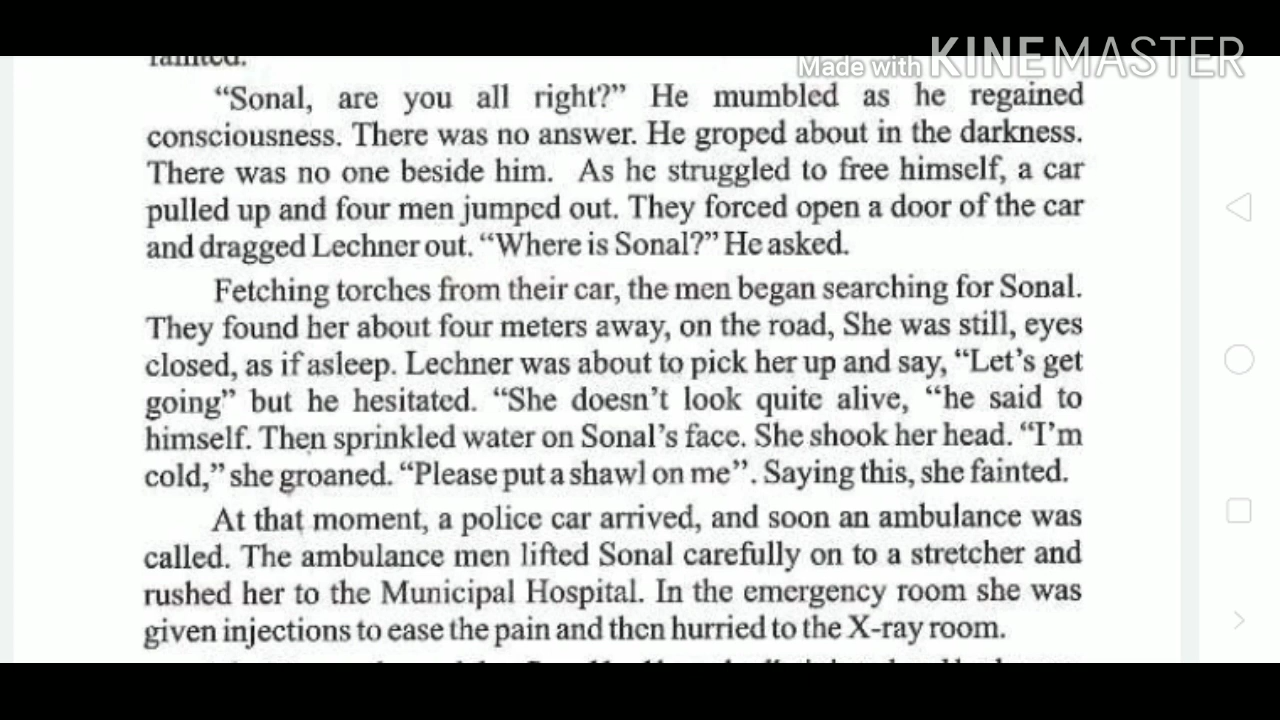 Made with KINEMASTER
fainted.
“Sonal, are you all right?” He mumbled as he regained
consciousness. There was no answer. He groped about in the darkness.
There was no one beside him. As he struggled to free himself, a car
pulled up and four men jumped out. They forced open a door of the car
and dragged Lechner out. “Where is Sonal?” He asked.
Fetching torches from their car, the men began searching for Sonal.
They found her about four meters away, on the road, She was still, eyes
closed, as if asleep. Lechner was about to pick her up and say, “Let’s get
going” but he hesitated. “She doesn’t look quite alive, “he said to
himself. Then sprinkled water on Sonal’s face. She shook her head. “I’m
cold,” she groaned. “Please put a shawl on me”. Saying this, she fainted.
At that moment, a police car arrived, and soon an ambulance was
called. The ambulance men lifted Sonal carefully on to a stretcher and
rushed her to the Municipal Hospital. In the emergency room she was
given injections to ease the pain and then hurried to the X-ray room.